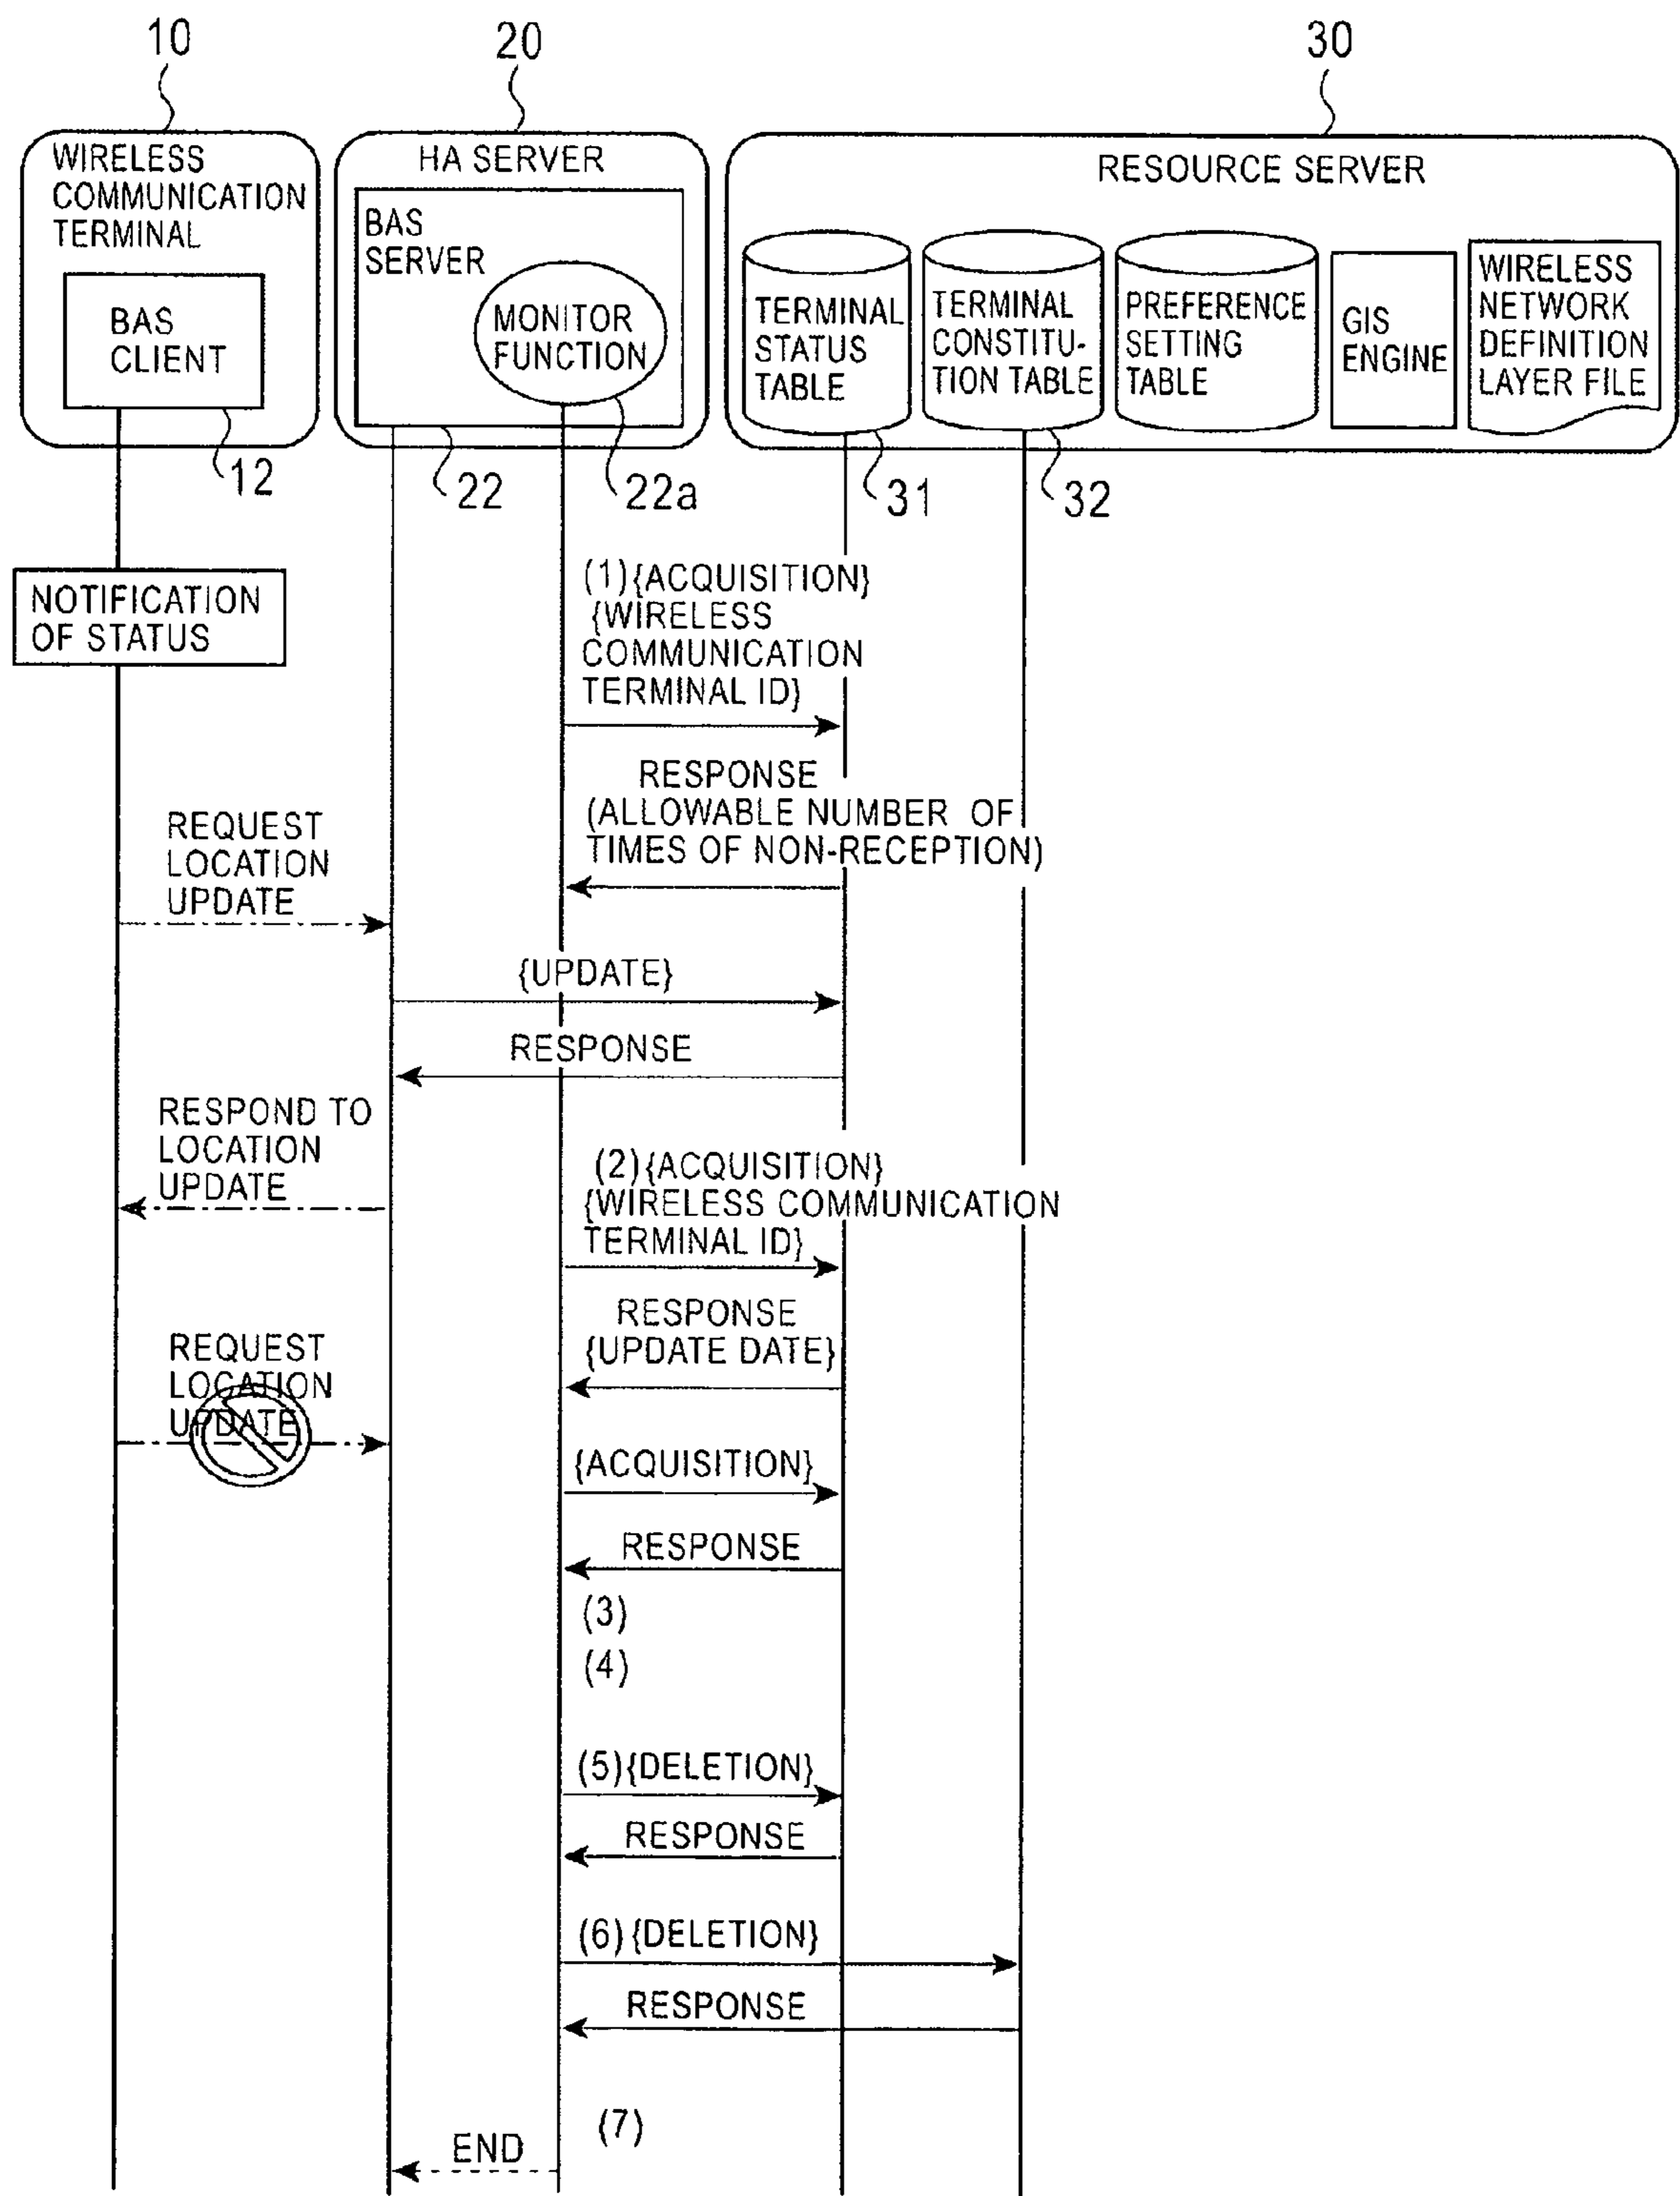 10
20
30
WIRELESS
COMMUNICATION
TERMINAL
BAS
CLIENT
12
HA SERVER
BAS
SERVER
MONITOR
FUNCTION
22
22a
RESOURCE SERVER
TERMINAL
STATUS
TABLE
31
TERMINAL
CONSTITU-
TION TABLE
32
PREFERENCE
SETTING
TABLE
GIS
ENGINE
WIRELESS
NETWORK
DEFINITION
LAYER FILE
NOTIFICATION
OF STATUS
(1){ACQUISITION}
{WIRELESS
COMMUNICATION
TERMINAL ID}
RESPONSE
(ALLOWABLE NUMBER OF
TIMES OF NON-RECEPTION)
REQUEST
LOCATION
UPDATE
{UPDATE}
RESPONSE
RESPOND TO
LOCATION
UPDATE
(2){ACQUISITION}
{WIRELESS COMMUNICATION
TERMINAL ID}
RESPONSE
{UPDATE DATE}
REQUEST
LOCATION
UPDATE
{ACQUISITION}
RESPONSE
(3)
(4)
(5){DELETION}
RESPONSE
(6){DELETION}
RESPONSE
(7)
END